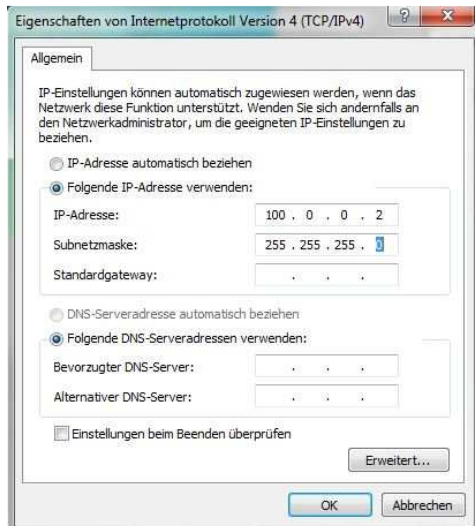 Eigenschaften von Internetprotokoll Version 4 (TCP/IPv4)
Allgemein
IP-Einstellungen können automatisch zugewiesen werden, wenn das
Netzwerk diese Funktion unterstützt. Wenden Sie sich andernfalls an
den Netzwerkadministrator, um die geeigneten IP-Einstellungen zu
beziehen.
IP-Adresse automatisch beziehen
Folgende IP-Adresse verwenden:
IP-Adresse: 100 . 0 . 0 . 2
Subnetzmaske: 255 . 255 . 255 . 0
Standardgateway: . . .
DNS-Serveradresse automatisch beziehen
Folgende DNS-Serveradressen verwenden:
Bevorzugter DNS-Server: . . .
Alternativer DNS-Server: . . .
Einstellungen beim Beenden überprüfen
Erweitert...
OK Abbrechen